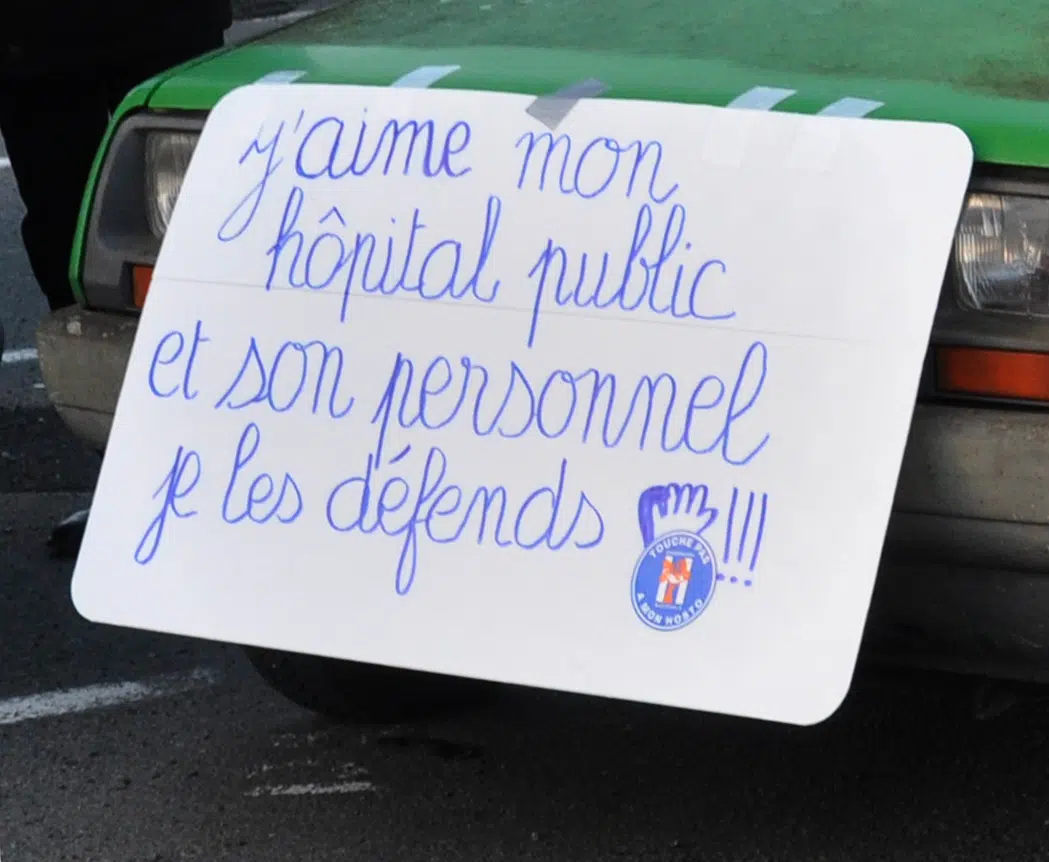 j'aime mon
hôpital public
et son personnel
je les défends !!!
TOUCHE PAS
A MON HOSTO